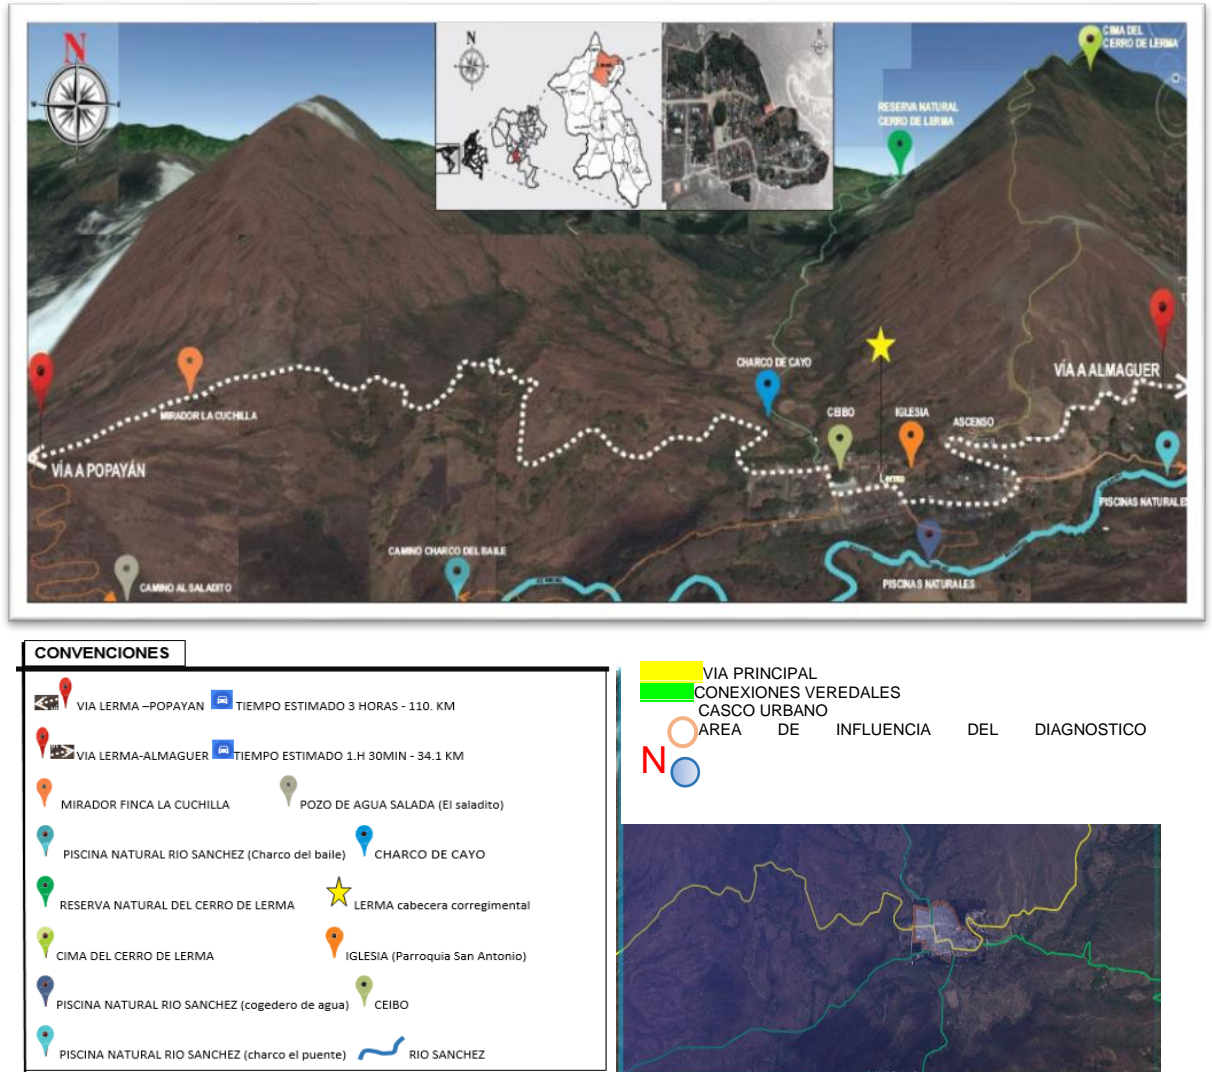 N
N
CIMA DEL
CERRO DE LERMA
RESERVA NATURAL
CERRO DE LERMA
CHARCO DE CAYO
VÍA A ALMAGUER
MIRADOR LA CUCHILLA
CEIBO
IGLESIA
ASCENSO
VÍA A POPAYÁN
Lerma
PISCINAS NATURALES
CAMINO CHARCO DEL BAILE
CAMINO AL SALADITO
PISCINAS NATURALES
CONVENCIONES
VIA LERMA –POPAYAN TIEMPO ESTIMADO 3 HORAS - 110. KM
VIA LERMA-ALMAGUER TIEMPO ESTIMADO 1.H 30MIN - 34.1 KM
MIRADOR FINCA LA CUCHILLA POZO DE AGUA SALADA (El saladito)
PISCINA NATURAL RIO SANCHEZ (Charco del baile) CHARCO DE CAYO
RESERVA NATURAL DEL CERRO DE LERMA LERMA cabecera corregimental
CIMA DEL CERRO DE LERMA IGLESIA (Parroquia San Antonio)
PISCINA NATURAL RIO SANCHEZ (cogedero de agua) CEIBO
PISCINA NATURAL RIO SANCHEZ (charco el puente) RIO SANCHEZ
VIA PRINCIPAL
CONEXIONES VEREDALES
CASCO URBANO
AREA DE INFLUENCIA DEL DIAGNOSTICO
N